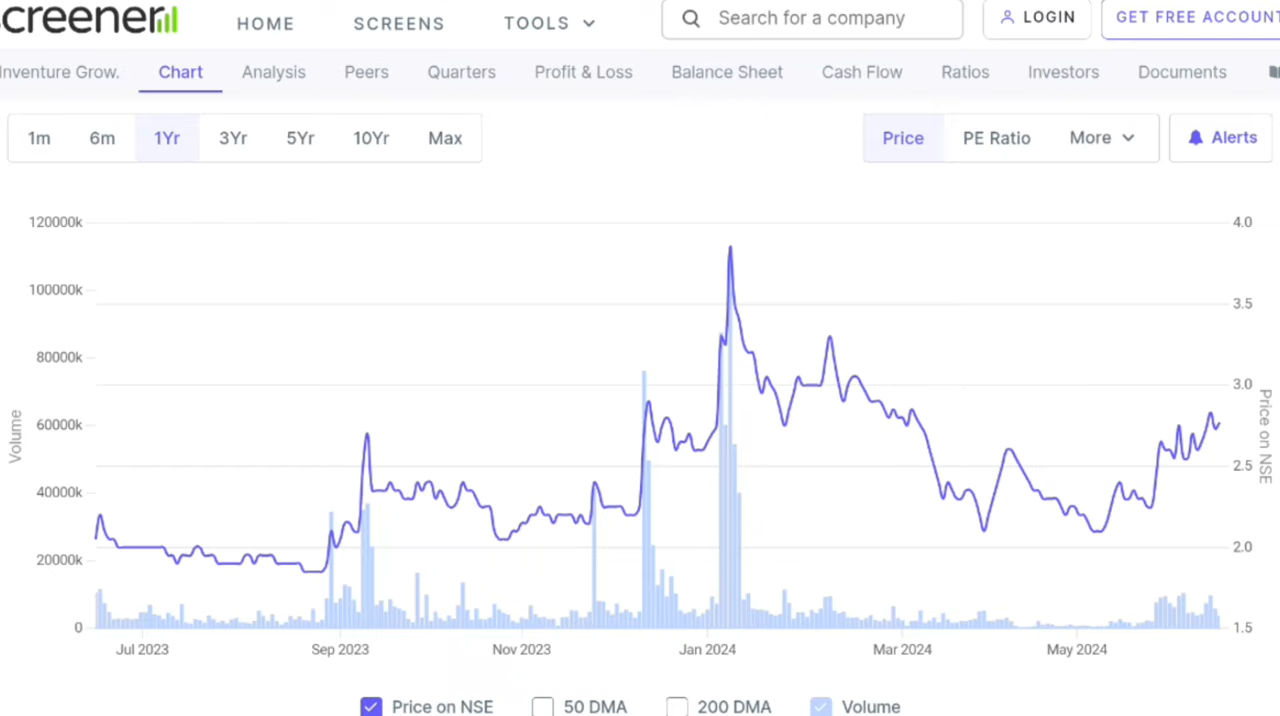 screener
HOME SCREENS TOOLS Search for a company LOGIN GET FREE ACCOUNT
Inventure Grow. Chart Analysis Peers Quarters Profit & Loss Balance Sheet Cash Flow Ratios Investors Documents
1m 6m 1Yr 3Yr 5Yr 10Yr Max Price PE Ratio More Alerts
120000k 4.0
100000k 3.5
80000k 3.0
60000k 2.5
40000k 2.0
20000k 1.5
0
Volume
Price on NSE
Jul 2023 Sep 2023 Nov 2023 Jan 2024 Mar 2024 May 2024
Price on NSE 50 DMA 200 DMA Volume